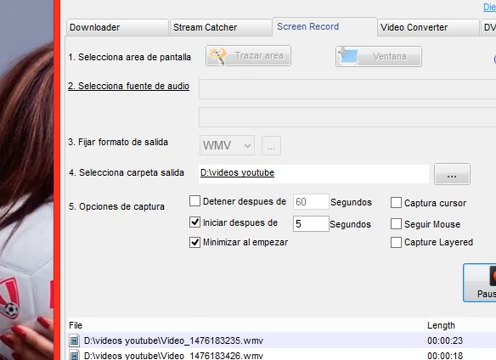 Die
Downloader Stream Catcher Screen Record Video Converter DV
1. Selecciona area de pantalla Trazar area Ventana
2. Selecciona fuente de audio
3. Fijar formato de salida WMV ...
4. Selecciona carpeta salida D:\videos youtube ...
5. Opciones de captura Detener despues de 60 Segundos Captura cursor
Iniciar despues de 5 Segundos Seguir Mouse
Minimizar al empezar Capture Layered
Paus
File Length
D:\videos youtube\Video_1476183235.wmv 00:00:23
D:\videos youtube\Video_1476183426.wmv 00:00:18